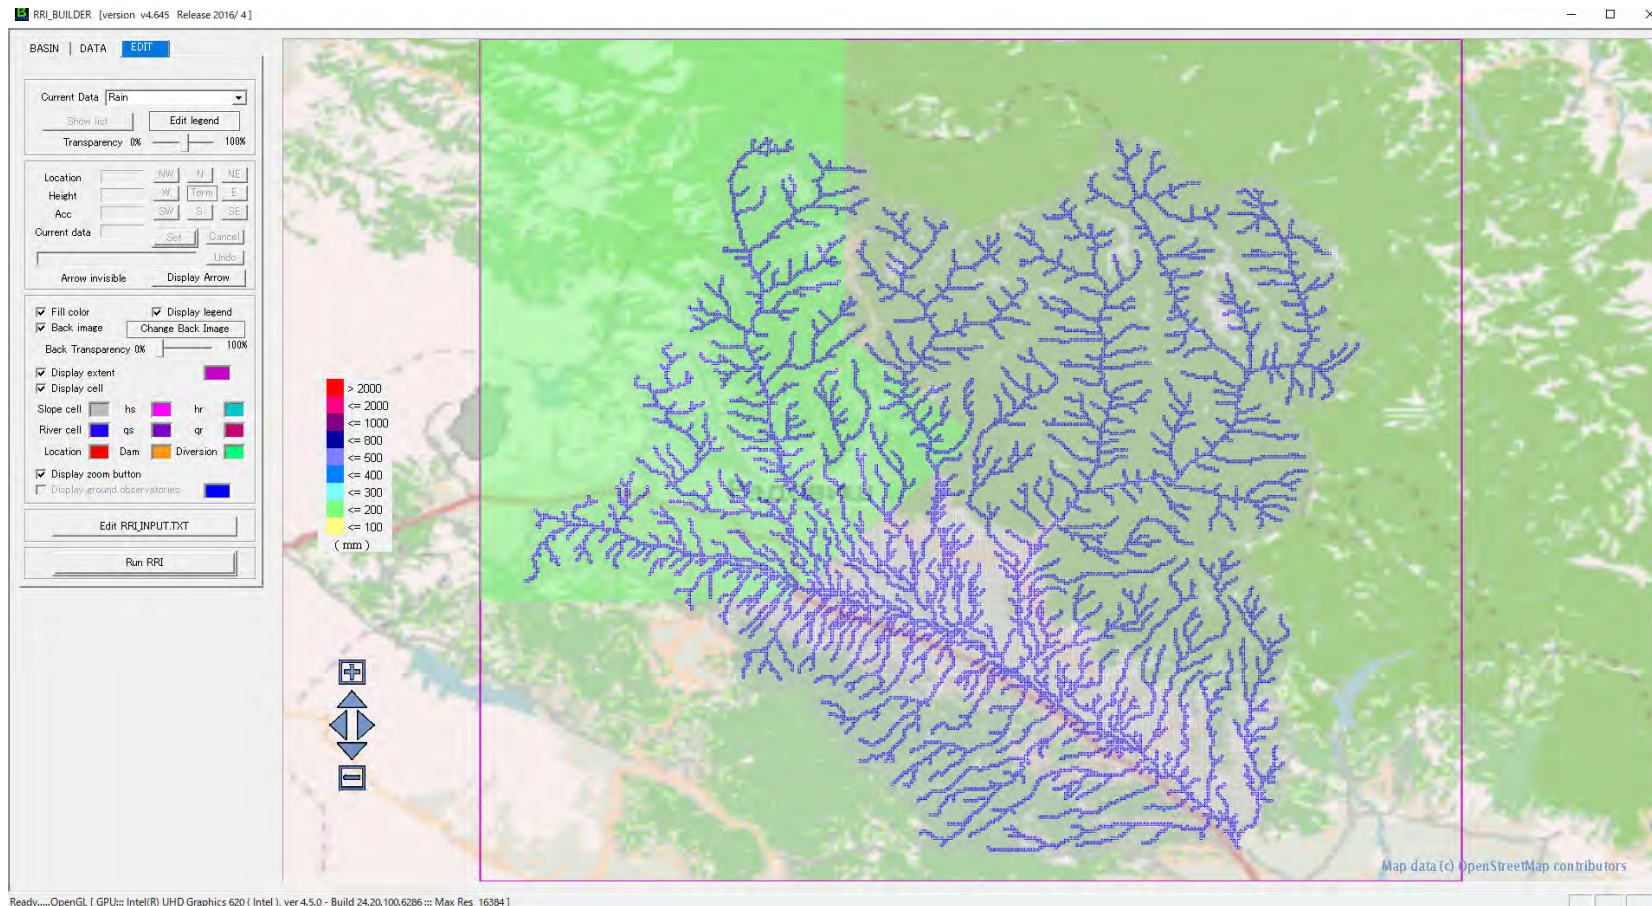 RRI_BUILDER [version v4.645 Release 2016/ 4 ]
BASIN | DATA EDIT
Current Data Rain
Show list Edit legend
Transparency 0% 100%
Location NW N NE
Height W Term E
Acc SW S SE
Current data Set Cancel
Undo
Arrow invisible Display Arrow
Fill color Display legend
Back image Change Back Image
Back Transparency 0% 100%
Display extent
Display cell
Slope cell hs hr
River cell qs qr
Location Dam Diversion
Display zoom button
Display ground observatories
Edit RRI_INPUT.TXT
Run RRI
> 2000
<= 2000
<= 1000
<= 800
<= 500
<= 400
<= 300
<= 200
<= 100
( mm )
Map data (c) OpenStreetMap contributors
Ready.....OpenGL [ GPU::: Intel(R) UHD Graphics 620 ( Intel ), ver 4.5.0 - Build 24.20.100.6286 ::: Max Res 16384 ]